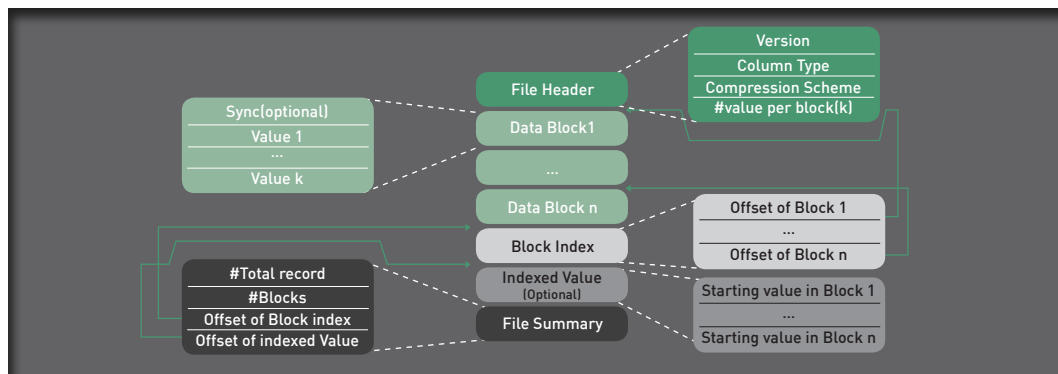 File Header
Data Block1
...
Data Block n
Block Index
Indexed Value
(Optional)
File Summary
Version
Column Type
Compression Scheme
#value per block(k)
Sync(optional)
Value 1
...
Value k
Offset of Block 1
...
Offset of Block n
Starting value in Block 1
...
Starting value in Block n
#Total record
#Blocks
Offset of Block index
Offset of indexed Value